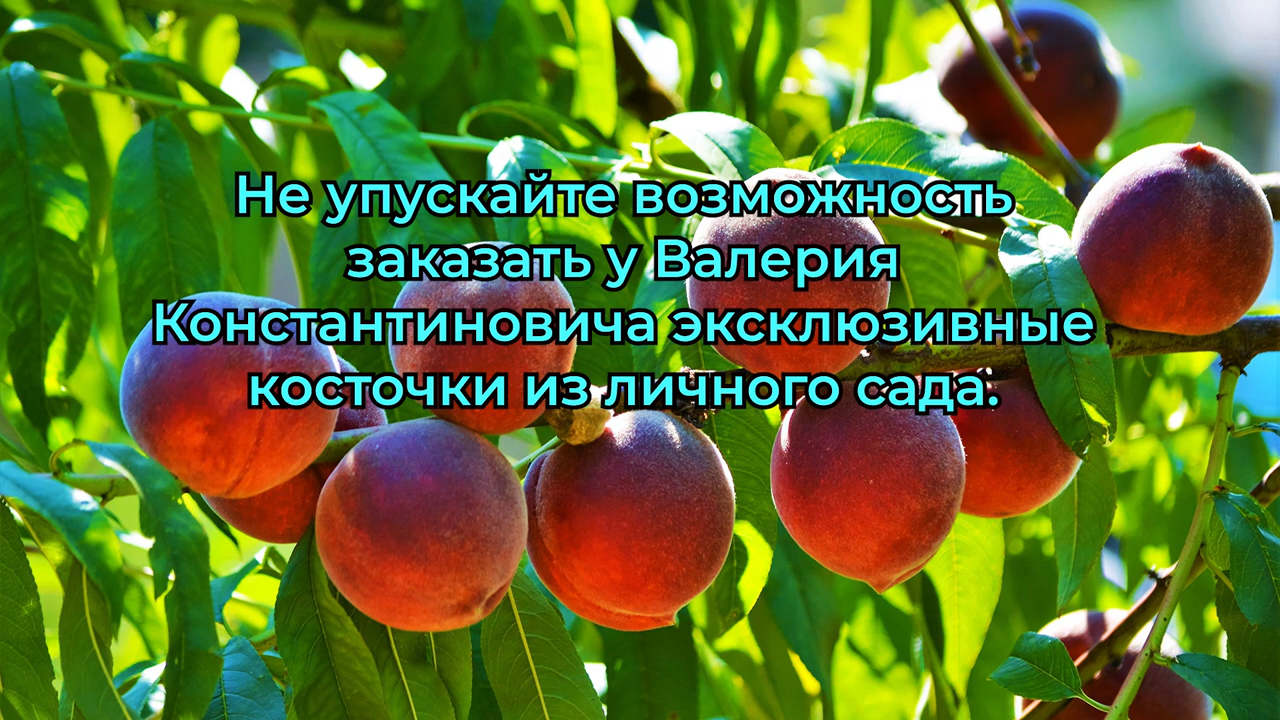 Не упускайте возможность
заказать у Валерия
Константиновича эксклюзивные
косточки из личного сада.